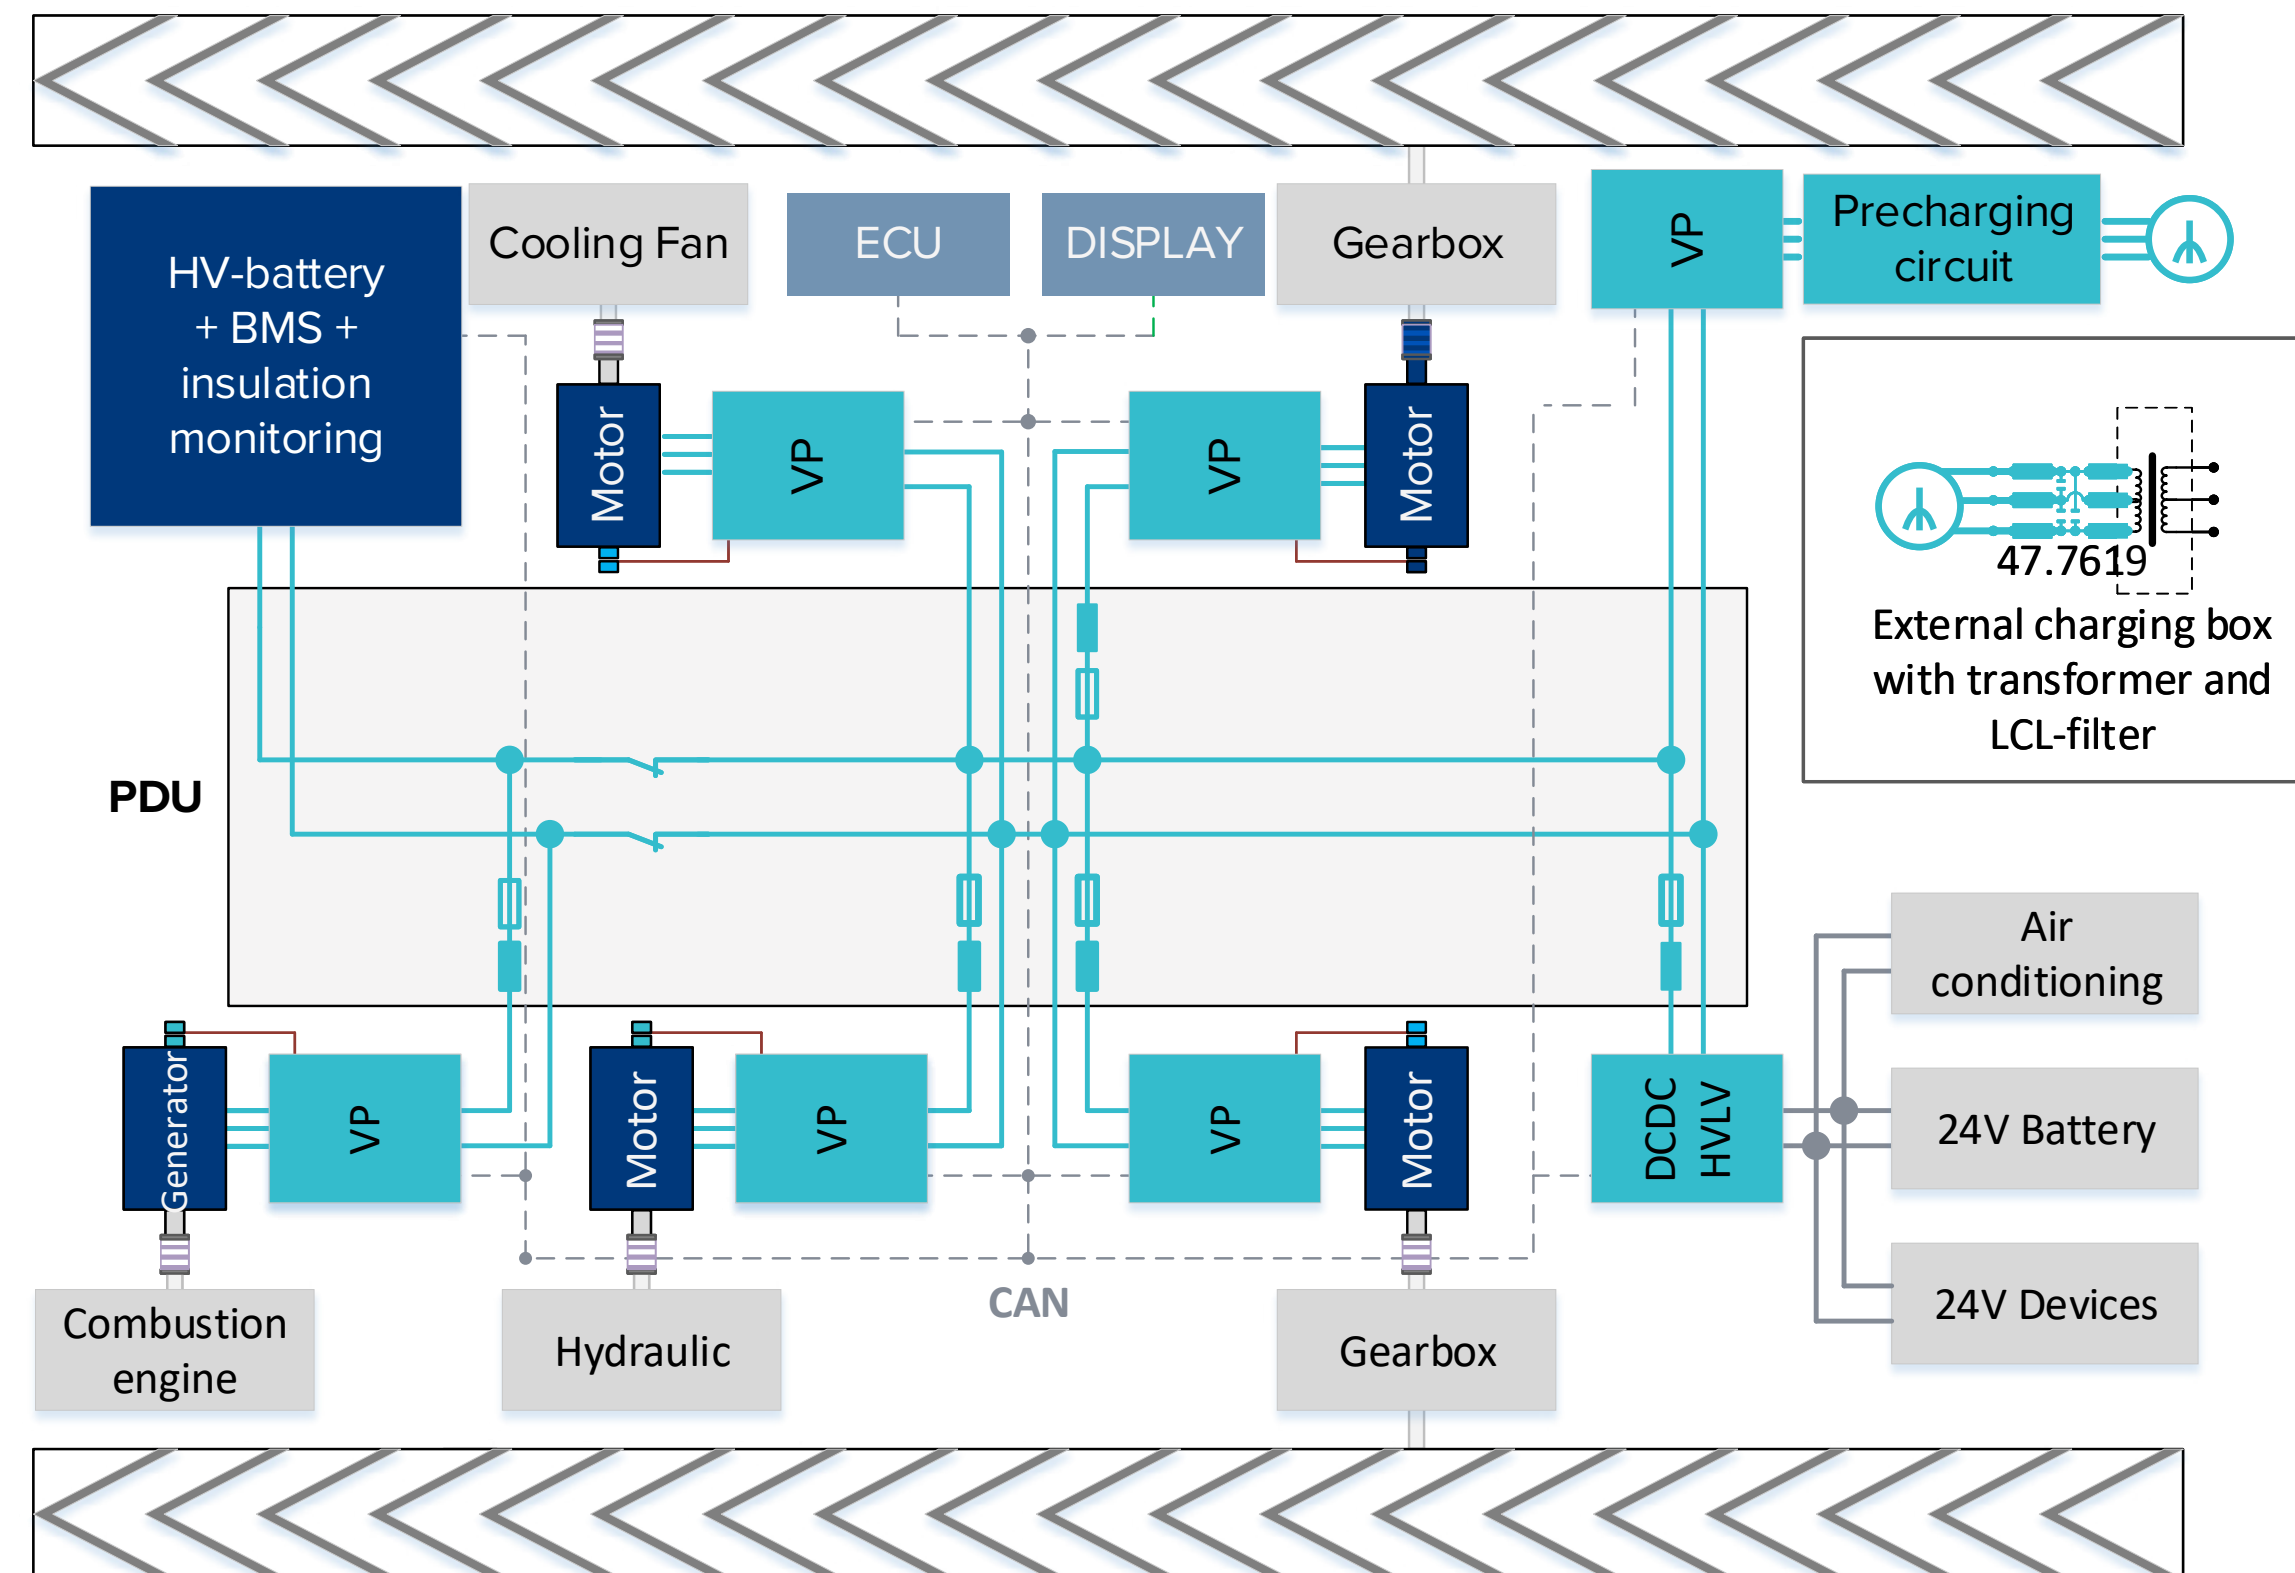 HV-battery
+ BMS +
insulation
monitoring
Cooling Fan
ECU
DISPLAY
Gearbox
VP
Precharging
circuit
Motor
VP
VP
Motor
47.7619
External charging box
with transformer and
LCL-filter
PDU
Air
conditioning
24V Battery
24V Devices
Generator
VP
Motor
VP
VP
Motor
DCDC
HVLV
CAN
Combustion
engine
Hydraulic
Gearbox